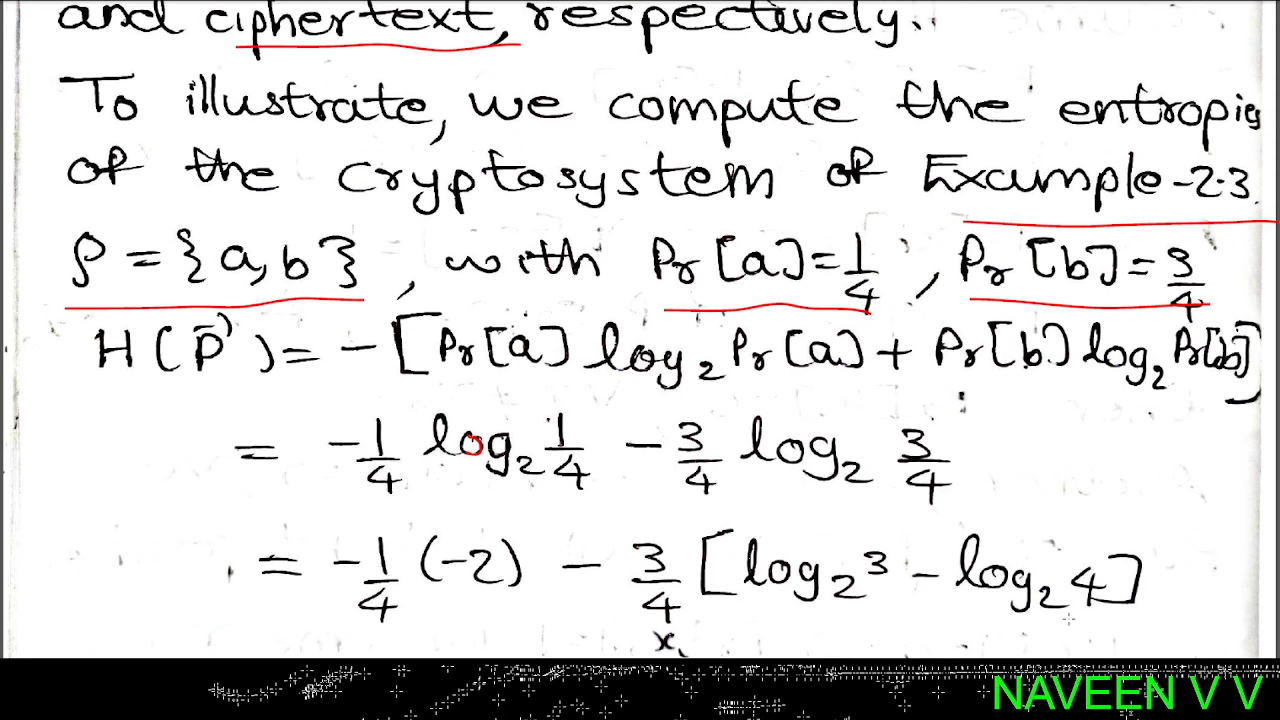 and ciphertext, respectively.
To illustrate, we compute the entropies
of the cryptosystem of Example-2.3.
P = {a, b}, with Pr[a] = 1/4, Pr[b] = 3/4
H(P) = -[Pr[a] log₂ Pr[a] + Pr[b] log₂ Pr[b]]
= -1/4 log₂ 1/4 - 3/4 log₂ 3/4
= -1/4 (-2) - 3/4 [log₂ 3 - log₂ 4]
NAVEEN V V